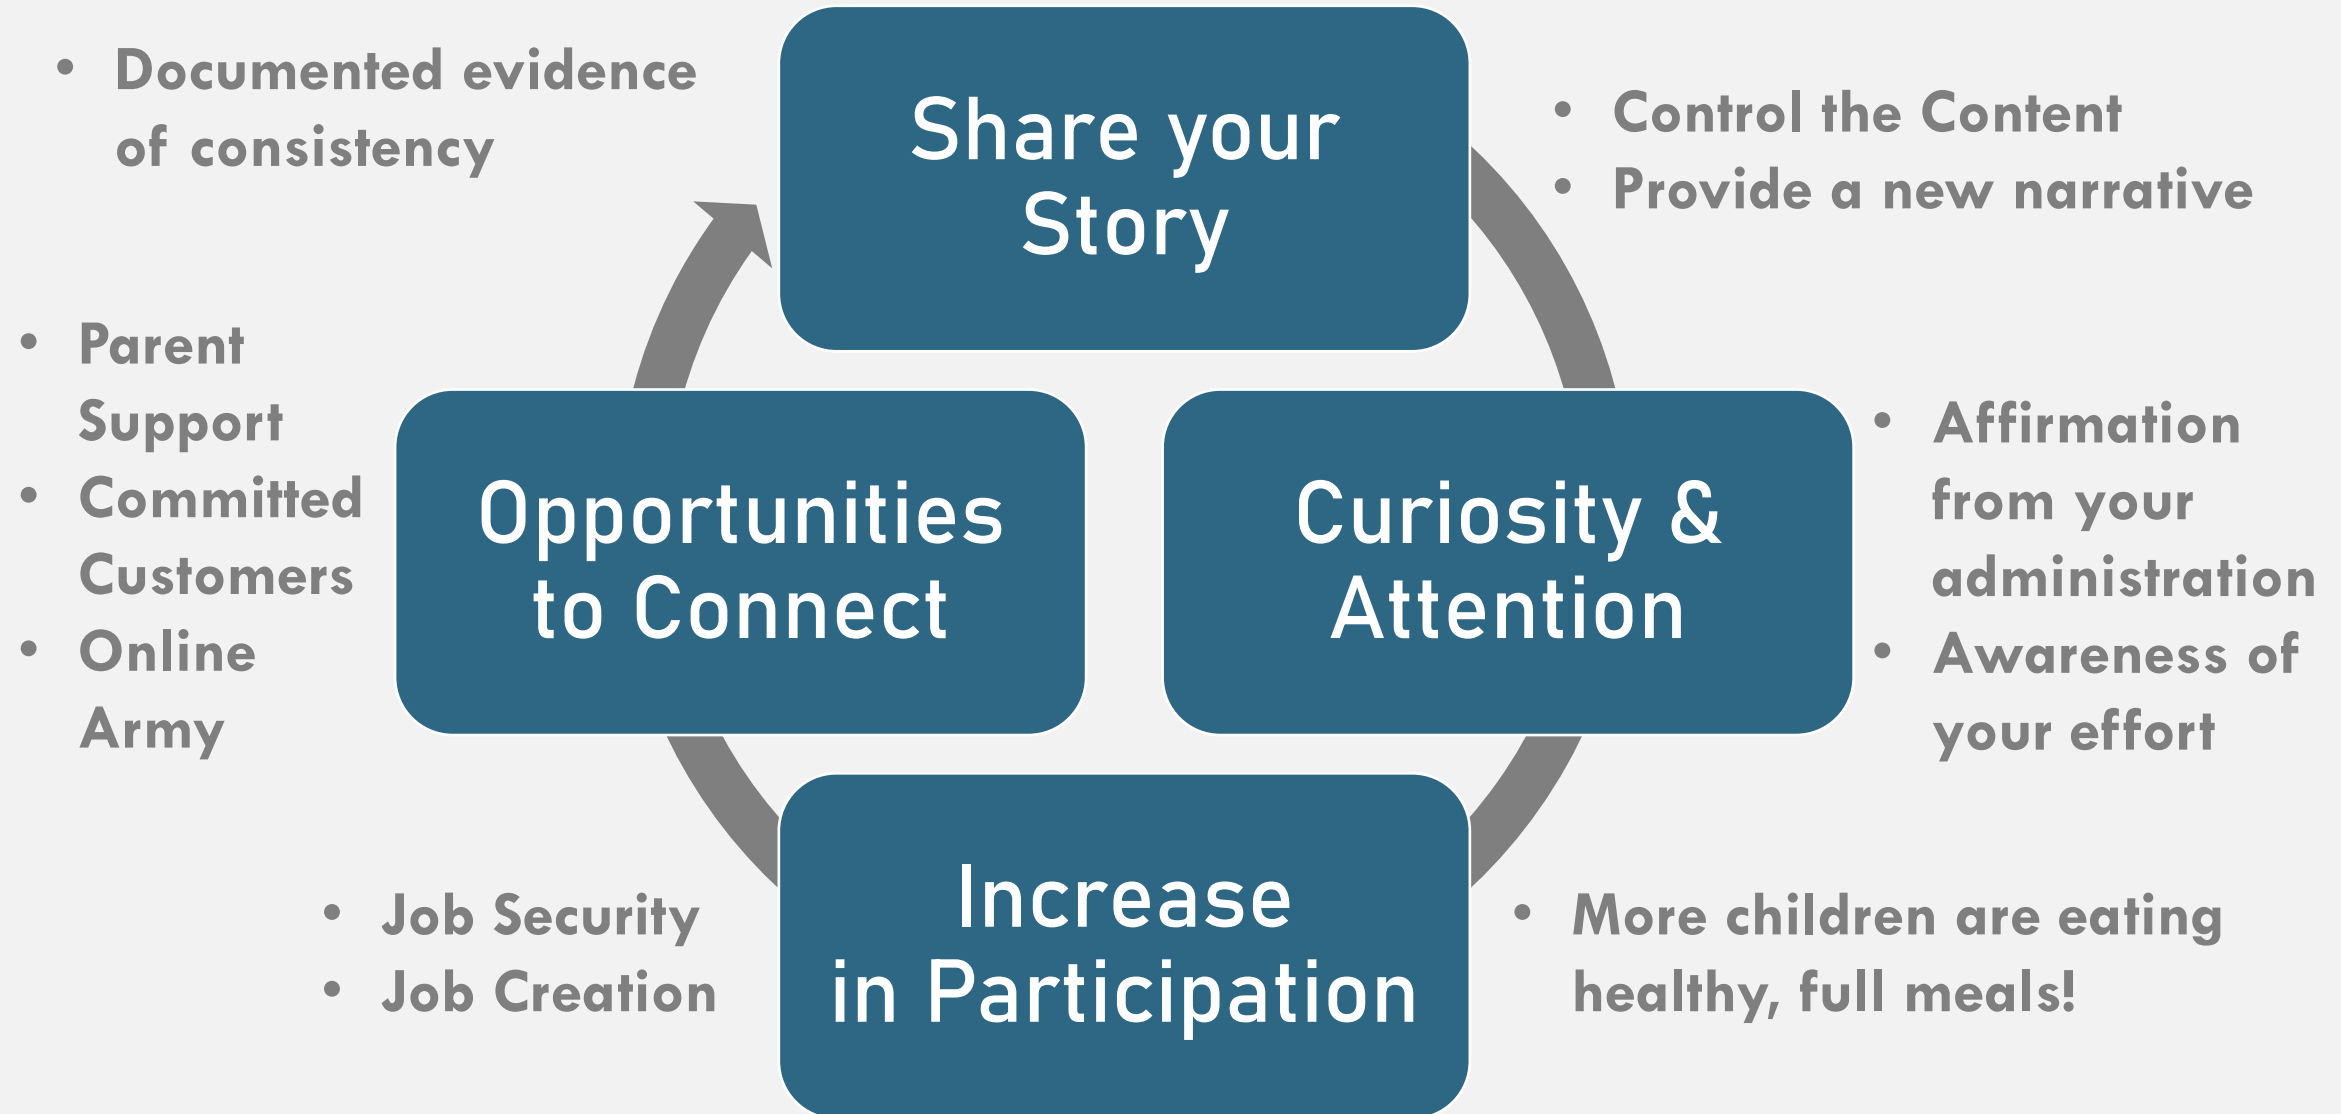 • Documented evidence
of consistency
Share your
Story
• Control the Content
• Provide a new narrative
• Parent
Support
• Committed
Customers
• Online
Army
Opportunities
to Connect
Curiosity &
Attention
• Affirmation
from your
administration
• Awareness of
your effort
• Job Security
• Job Creation
Increase
in Participation
• More children are eating
healthy, full meals!